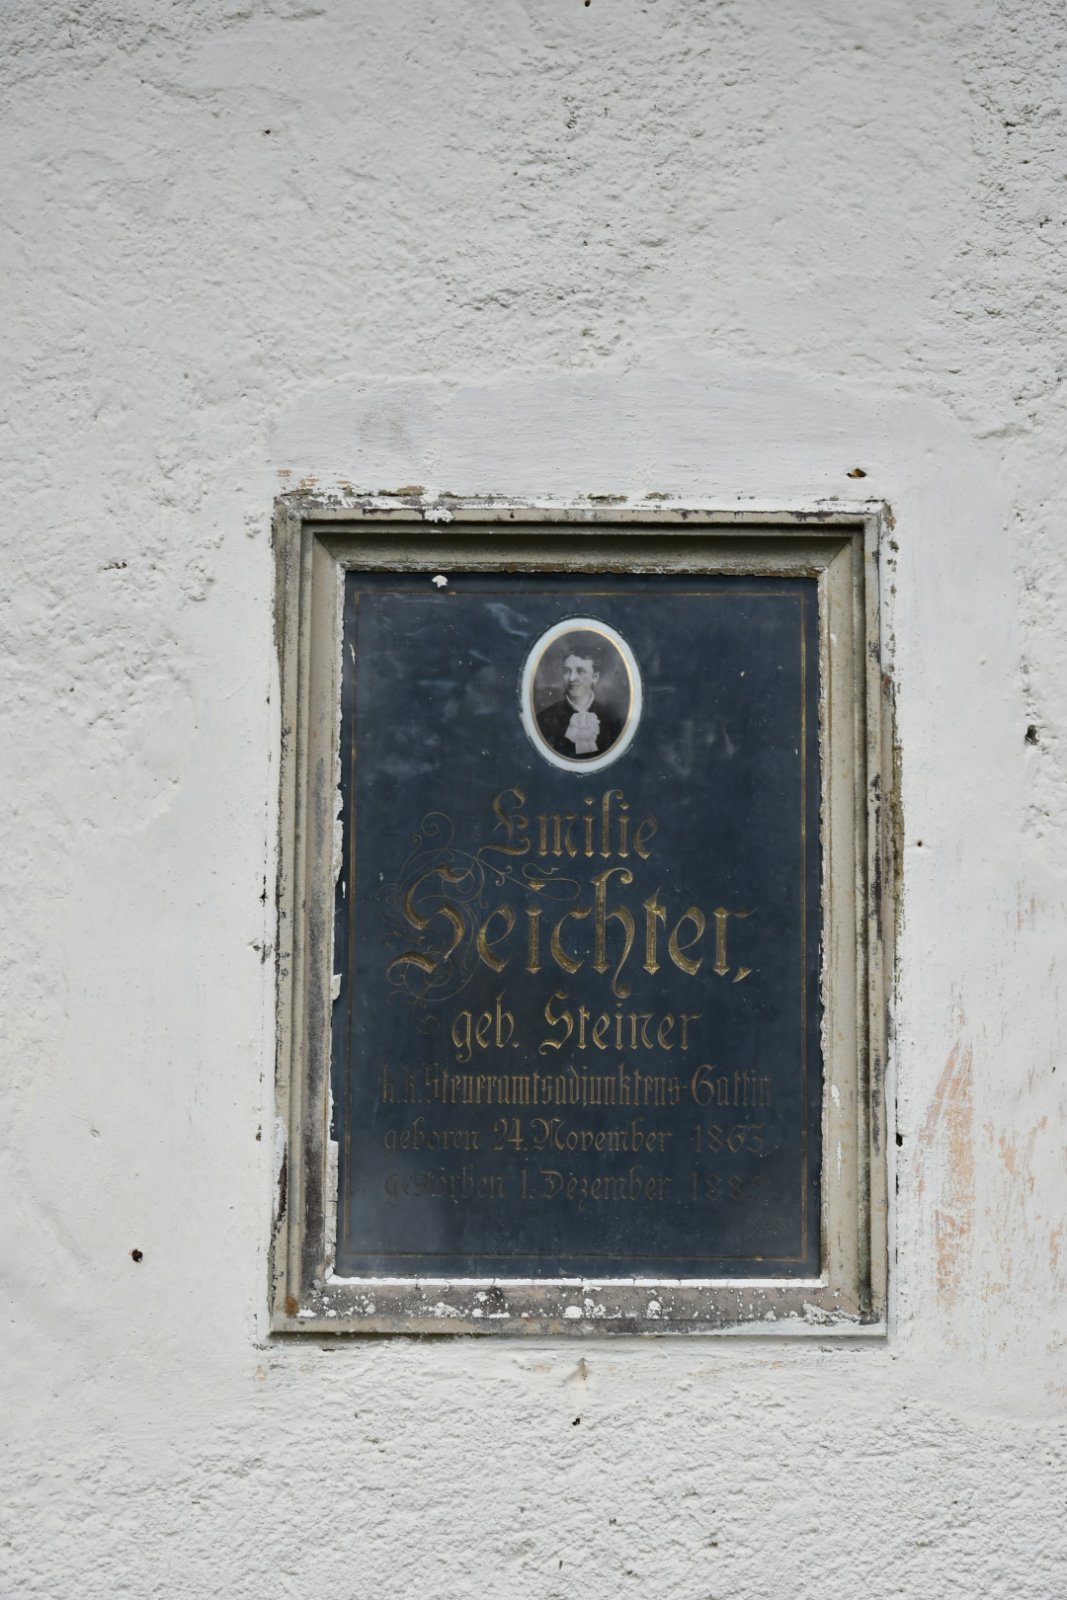 Emilie
Seichter,
geb. Steiner
k.k. Steueramtsadjunktens-Gattin
geboren 24. November 1863,
gestorben 1. Dezember